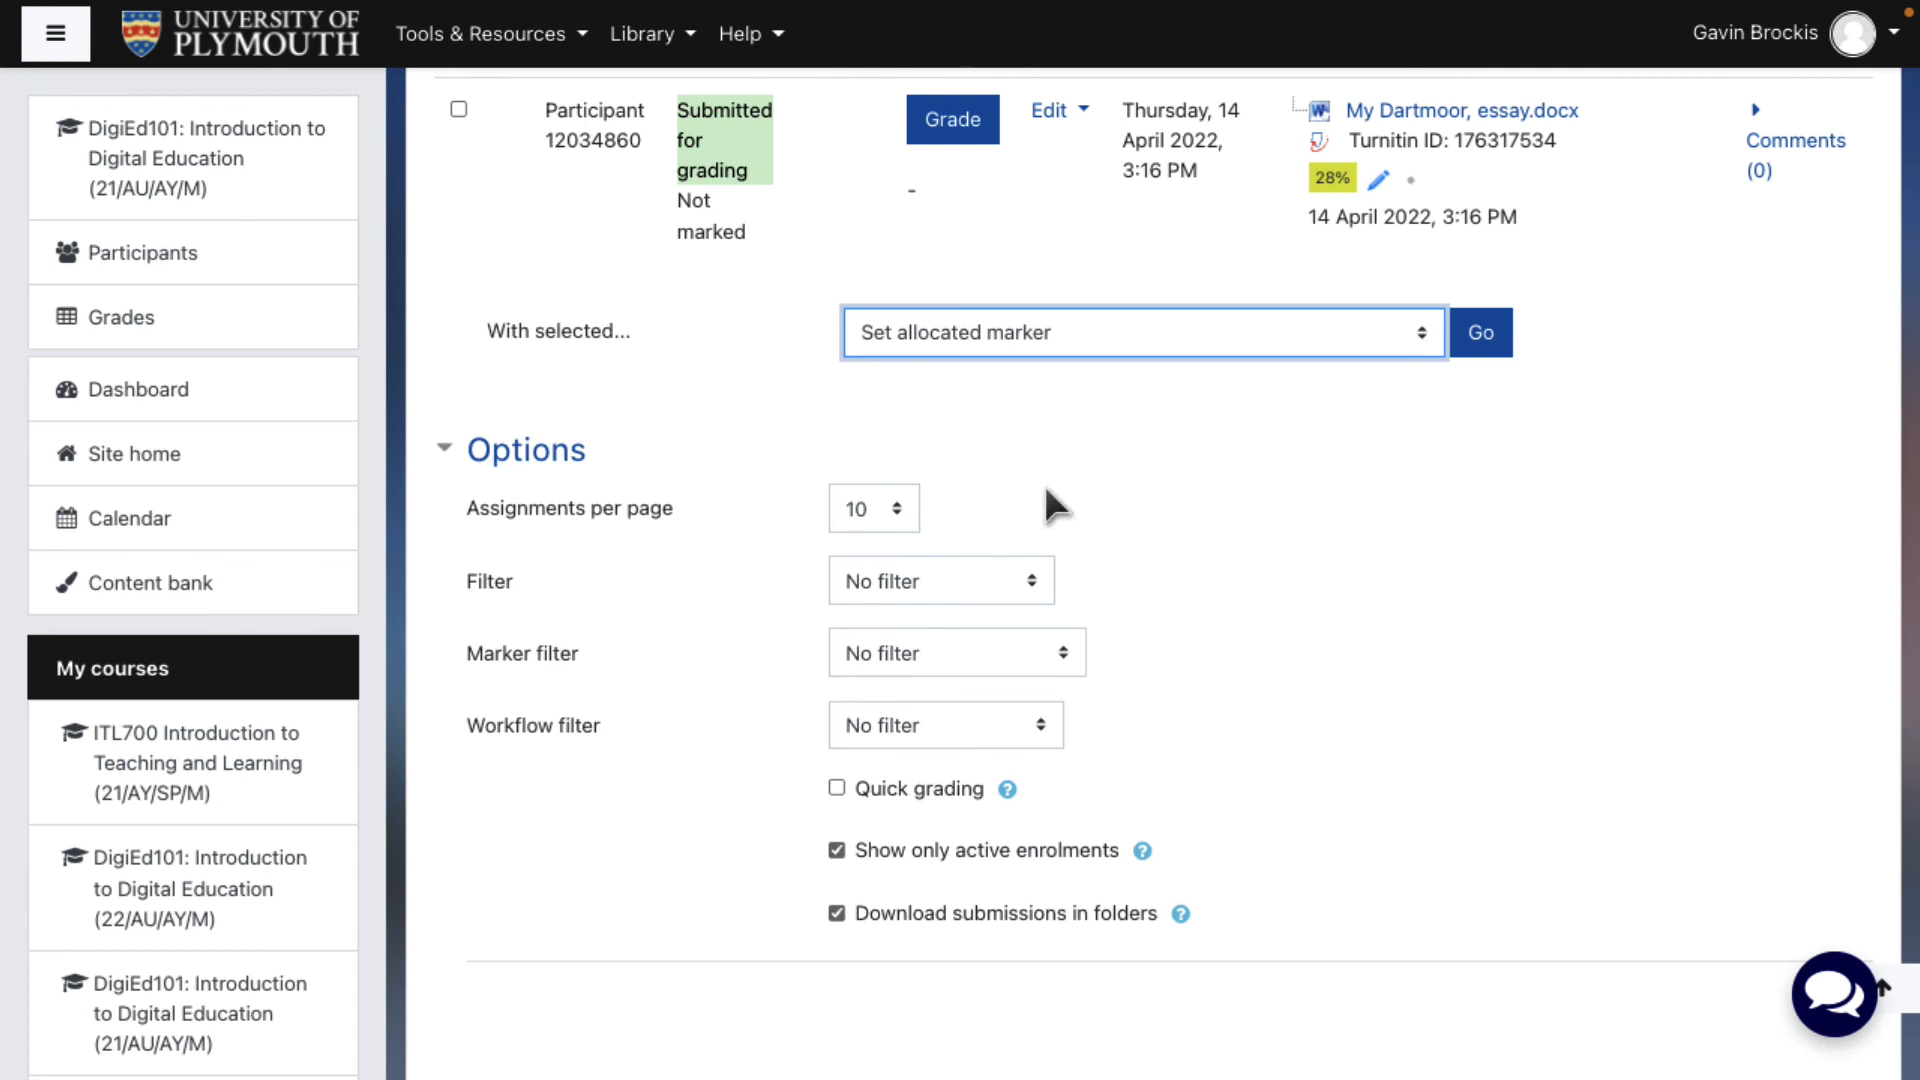 UNIVERSITY OF
PLYMOUTH
Tools & Resources
Library
Help
Gavin Brockis
DigiEd101: Introduction to
Digital Education
(21/AU/AY/M)
Participants
Grades
Dashboard
Site home
Calendar
Content bank
My courses
ITL700 Introduction to
Teaching and Learning
(21/AY/SP/M)
DigiEd101: Introduction
to Digital Education
(22/AU/AY/M)
DigiEd101: Introduction
to Digital Education
(21/AU/AY/M)
Participant
12034860
Submitted
for
grading
Not
marked
Grade
-
Edit
Thursday, 14
April 2022,
3:16 PM
My Dartmoor, essay.docx
Turnitin ID: 176317534
28%
14 April 2022, 3:16 PM
Comments
(0)
With selected...
Set allocated marker
Go
Options
Assignments per page
10
Filter
No filter
Marker filter
No filter
Workflow filter
No filter
Quick grading
Show only active enrolments
Download submissions in folders